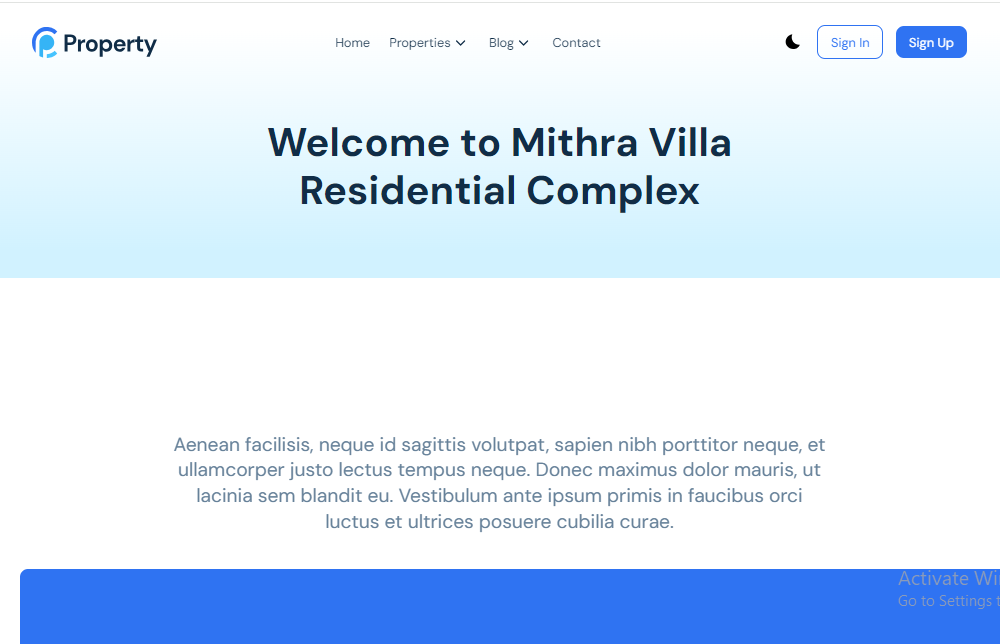 Property
Home Properties Blog Contact
Sign In Sign Up
Welcome to Mithra Villa
Residential Complex
Aenean facilisis, neque id sagittis volutpat, sapien nibh porttitor neque, et
ullamcorper justo lectus tempus neque. Donec maximus dolor mauris, ut
lacinia sem blandit eu. Vestibulum ante ipsum primis in faucibus orci
luctus et ultrices posuere cubilia curae.
Activate Wi
Go to Settings t